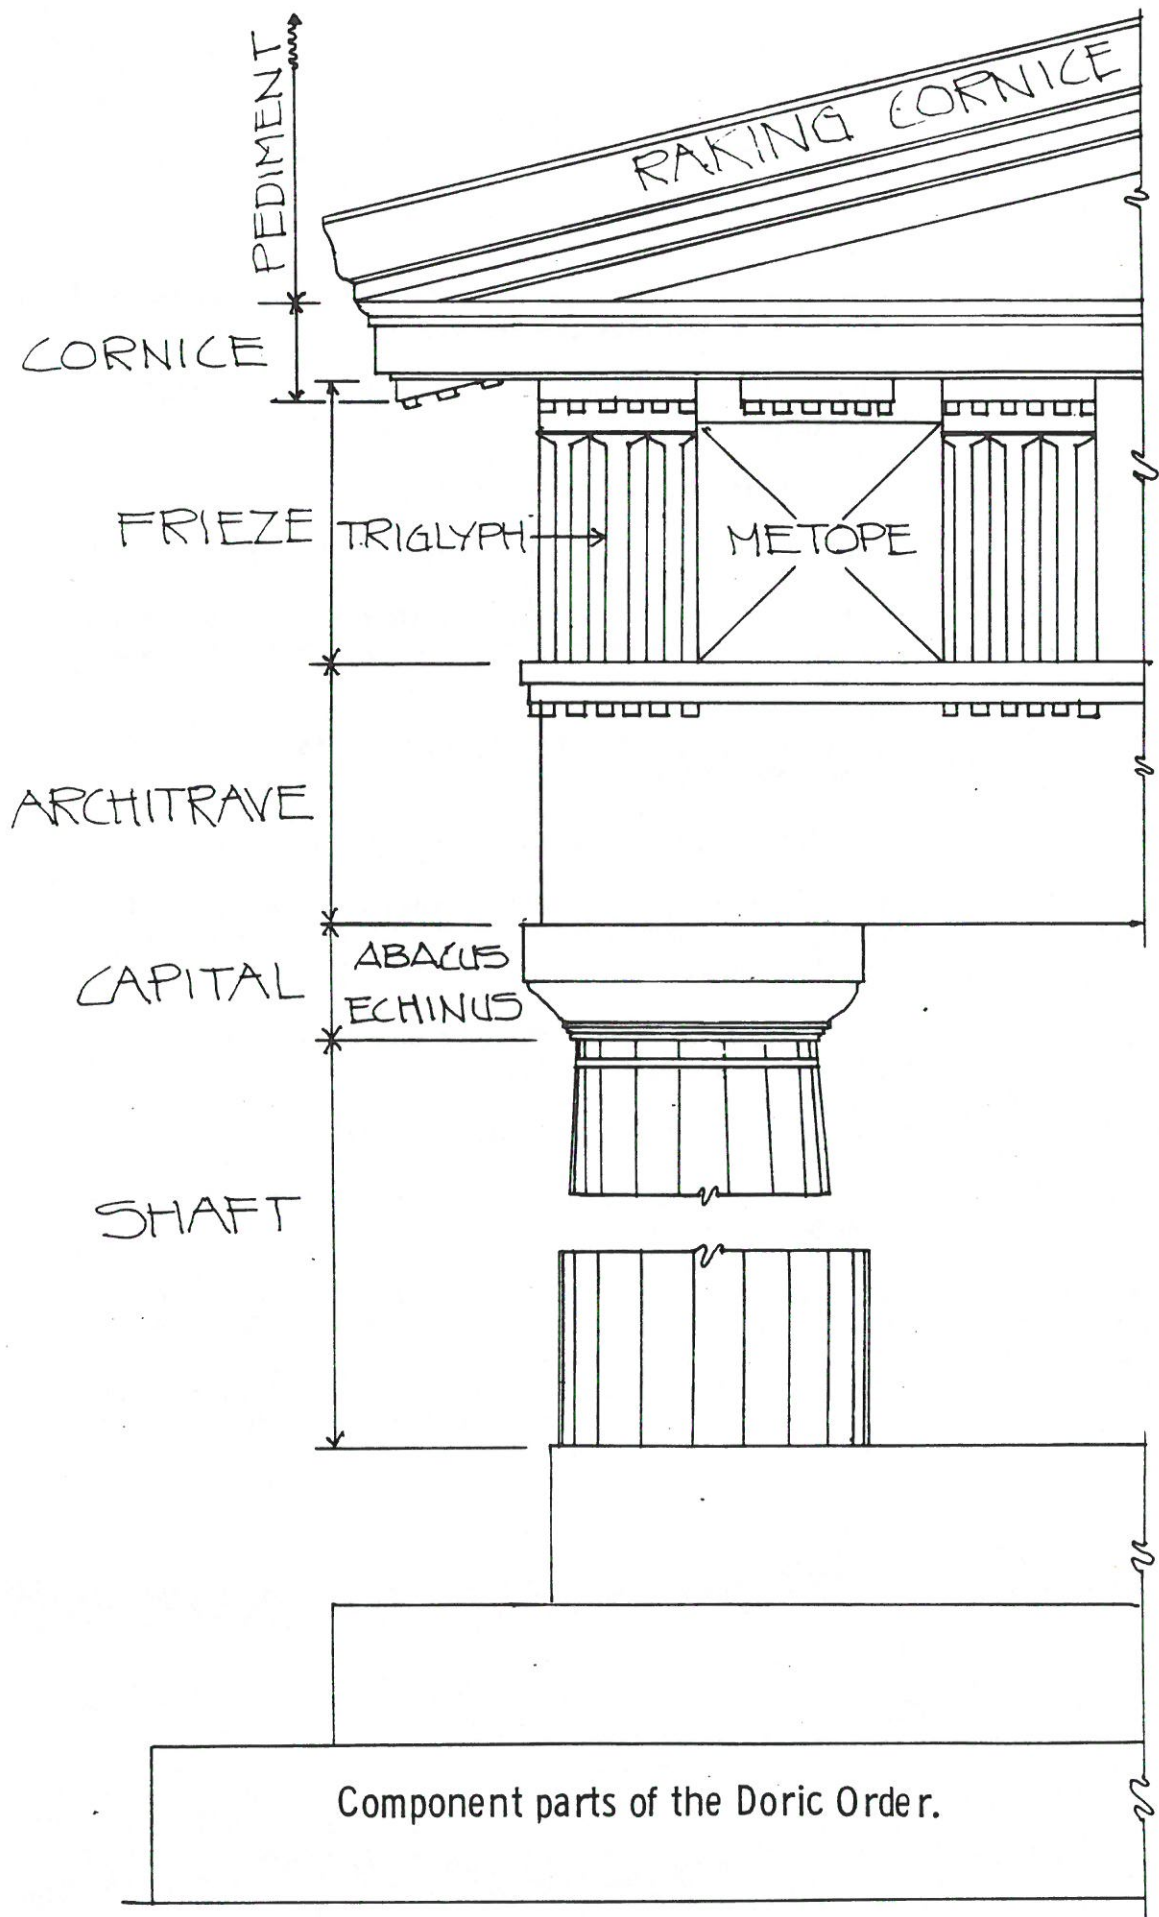 PEDIMENT
RAKING CORNICE
CORNICE
FRIEZE
TRIGLYPH
METOPE
ARCHITRAVE
CAPITAL
ABACUS
ECHINUS
SHAFT
Component parts of the Doric Order.